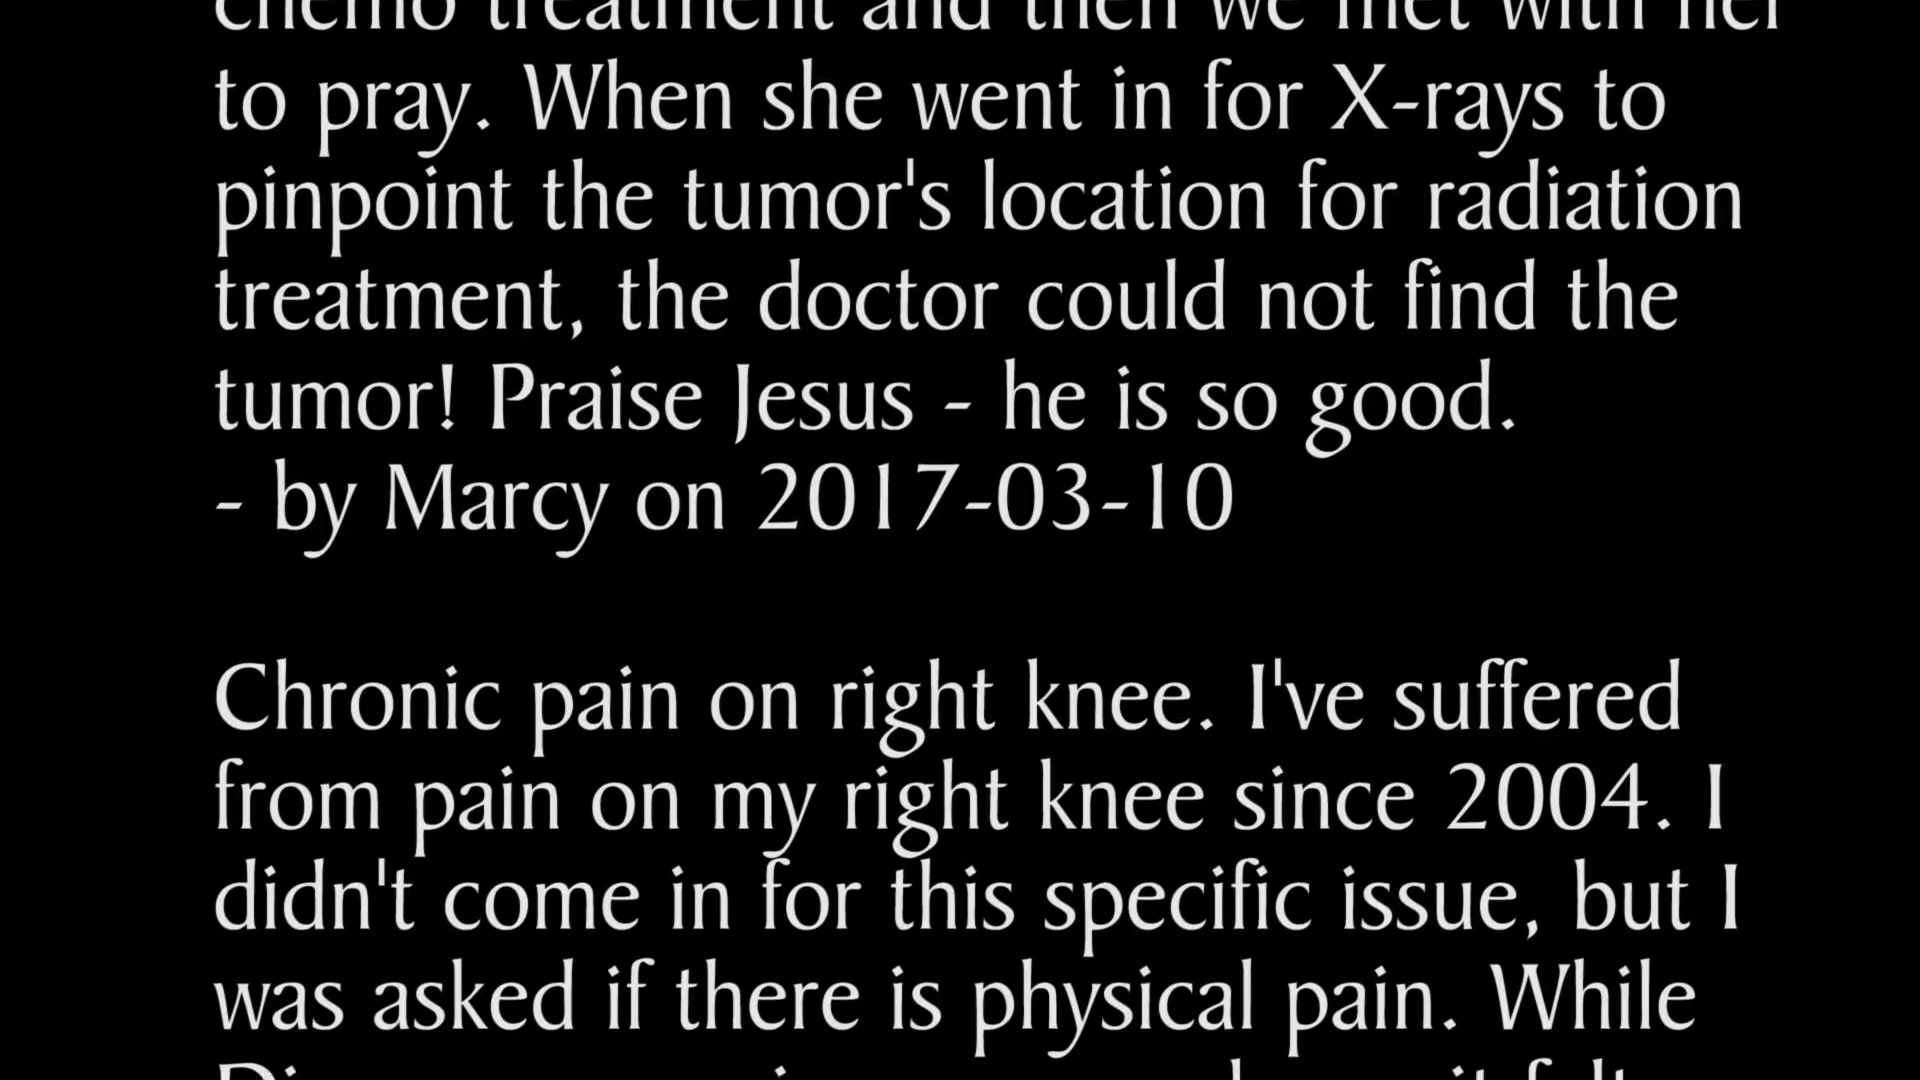 chemo treatment and then we met with her
to pray. When she went in for X-rays to
pinpoint the tumor's location for radiation
treatment, the doctor could not find the
tumor! Praise Jesus - he is so good.
- by Marcy on 2017-03-10
Chronic pain on right knee. I've suffered
from pain on my right knee since 2004. I
didn't come in for this specific issue, but I
was asked if there is physical pain. While